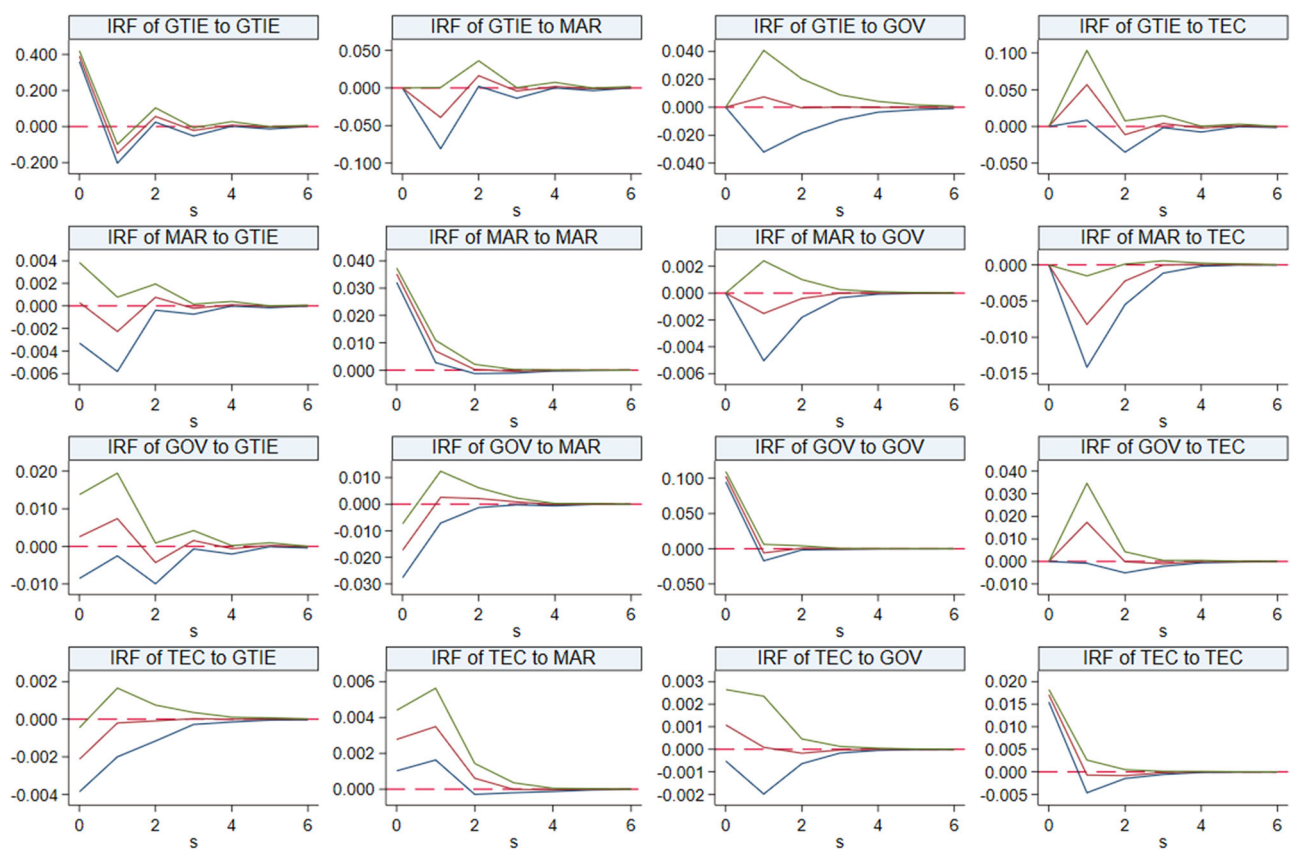 IRF of GTIE to GTIE
0.400
0.200
0.000
-0.200
0 2 4 6
s
IRF of GTIE to MAR
0.050
0.000
-0.050
-0.100
0 2 4 6
s
IRF of GTIE to GOV
0.040
0.020
0.000
-0.020
-0.040
0 2 4 6
s
IRF of GTIE to TEC
0.100
0.050
0.000
-0.050
0 2 4 6
s
IRF of MAR to GTIE
0.004
0.002
0.000
-0.002
-0.004
-0.006
0 2 4 6
s
IRF of MAR to MAR
0.040
0.030
0.020
0.010
0.000
0 2 4 6
s
IRF of MAR to GOV
0.002
0.000
-0.002
-0.004
-0.006
0 2 4 6
s
IRF of MAR to TEC
0.000
-0.005
-0.010
-0.015
0 2 4 6
s
IRF of GOV to GTIE
0.020
0.010
0.000
-0.010
0 2 4 6
s
IRF of GOV to MAR
0.010
0.000
-0.010
-0.020
-0.030
0 2 4 6
s
IRF of GOV to GOV
0.100
0.050
0.000
-0.050
0 2 4 6
s
IRF of GOV to TEC
0.040
0.030
0.020
0.010
0.000
-0.010
0 2 4 6
s
IRF of TEC to GTIE
0.002
0.000
-0.002
-0.004
0 2 4 6
s
IRF of TEC to MAR
0.006
0.004
0.002
0.000
0 2 4 6
s
IRF of TEC to GOV
0.003
0.002
0.001
0.000
-0.001
-0.002
0 2 4 6
s
IRF of TEC to TEC
0.020
0.015
0.010
0.005
0.000
-0.005
0 2 4 6
s